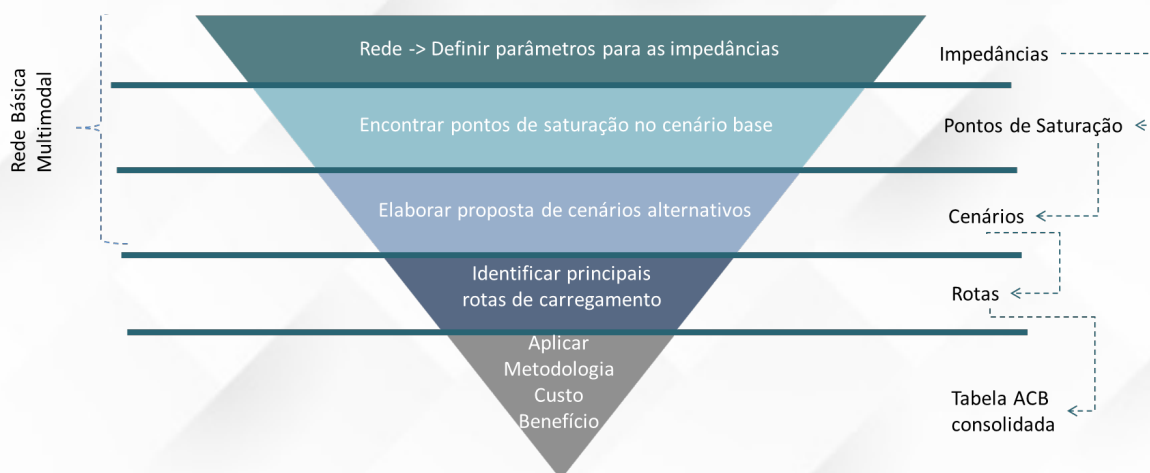 Rede Básica
Multimodal
Rede -> Definir parâmetros para as impedâncias
Impedâncias
Encontrar pontos de saturação no cenário base
Pontos de Saturação
Elaborar proposta de cenários alternativos
Cenários
Identificar principais
rotas de carregamento
Rotas
Aplicar
Metodologia
Custo
Benefício
Tabela ACB
consolidada